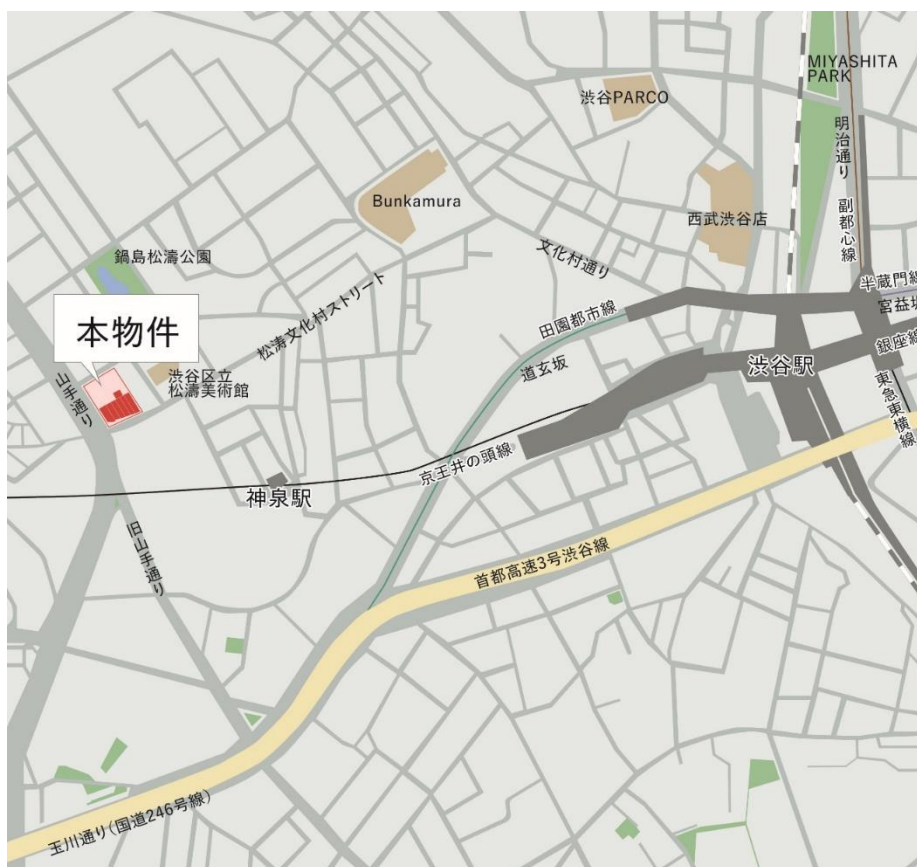 MIYASHITA
PARK
渋谷PARCO
明治通り
副都心線
Bunkamura
西武渋谷店
文化村通り
鍋島松濤公園
松濤文化村ストリート
半蔵門線
宮益坂
田園都市線
本物件
道玄坂
渋谷駅
銀座線
渋谷区立
松濤美術館
山手通り
東急東横線
京王井の頭線
神泉駅
旧山手通り
首都高速3号渋谷線
玉川通り(国道246号線)